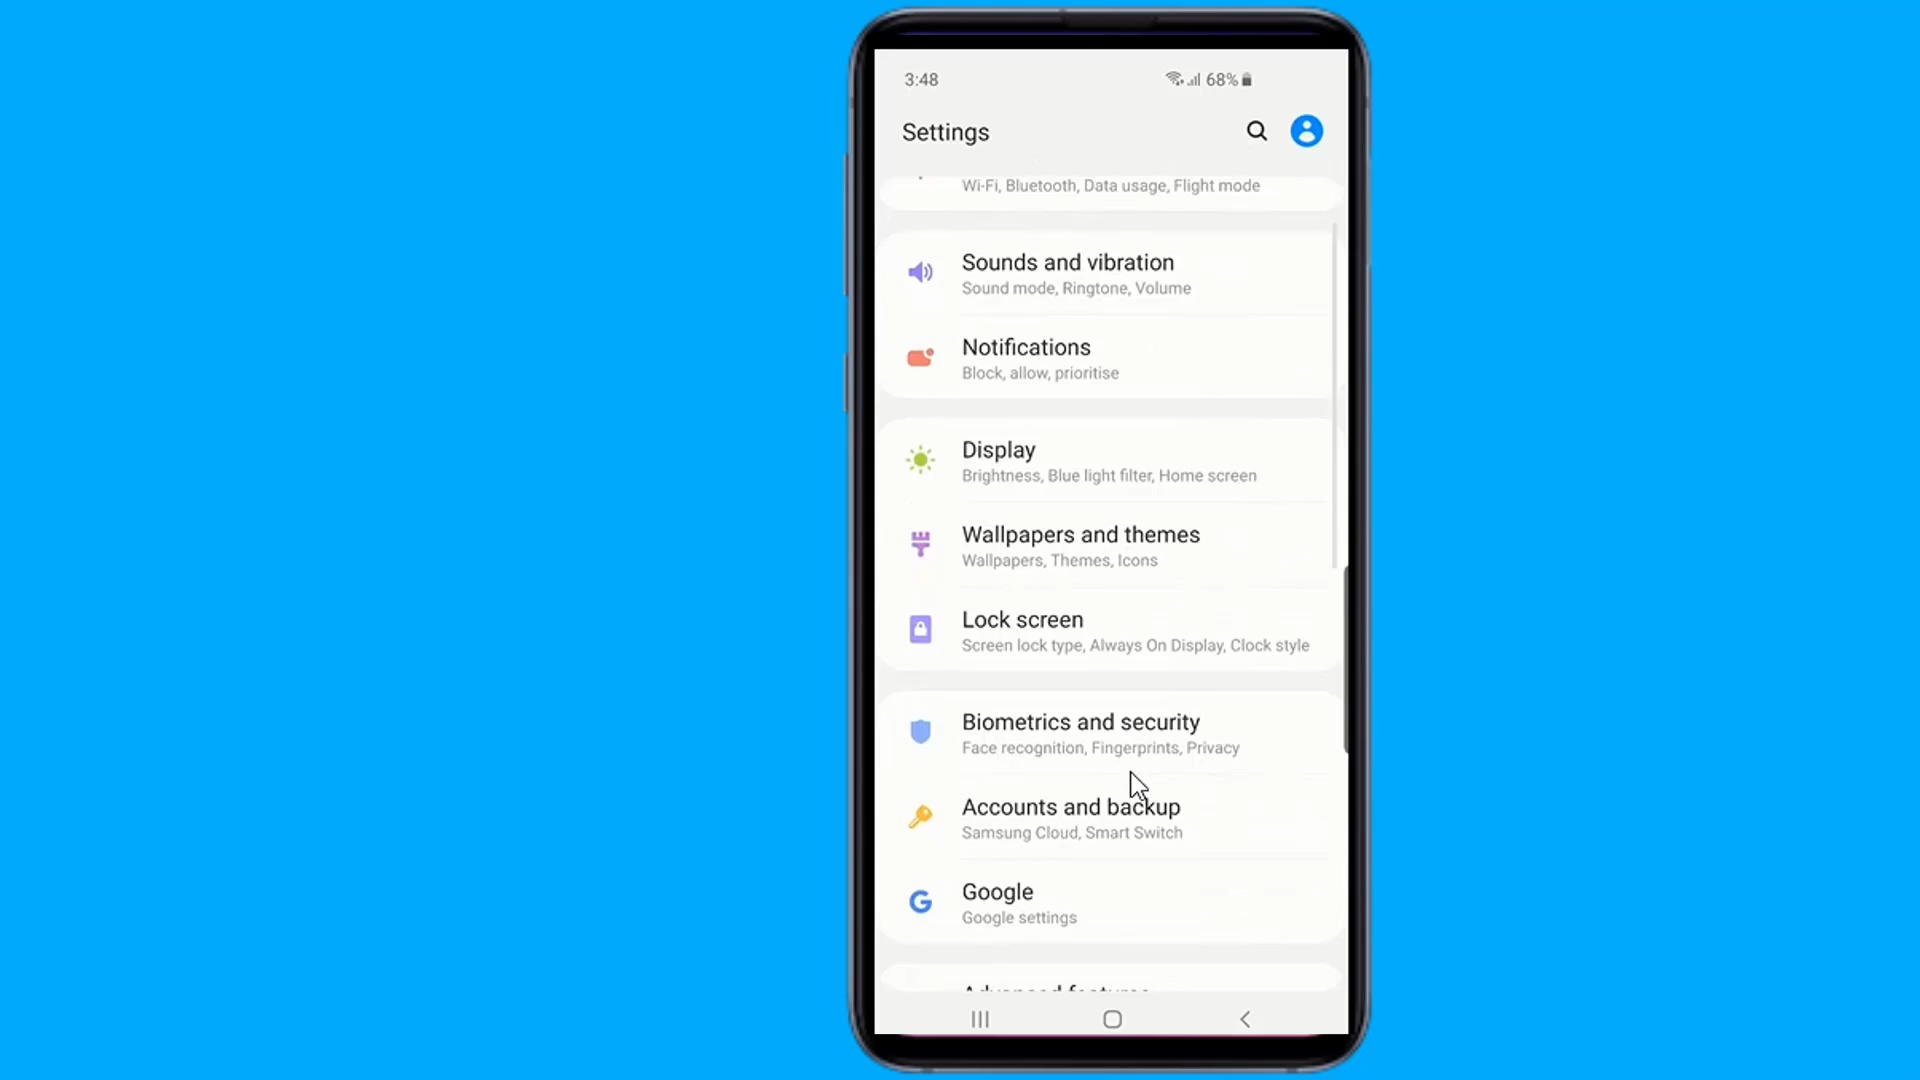 3:48
68%
Settings
Wi-Fi, Bluetooth, Data usage, Flight mode
Sounds and vibration
Sound mode, Ringtone, Volume
Notifications
Block, allow, prioritise
Display
Brightness, Blue light filter, Home screen
Wallpapers and themes
Wallpapers, Themes, Icons
Lock screen
Screen lock type, Always On Display, Clock style
Biometrics and security
Face recognition, Fingerprints, Privacy
Accounts and backup
Samsung Cloud, Smart Switch
Google
Google settings
Advanced features